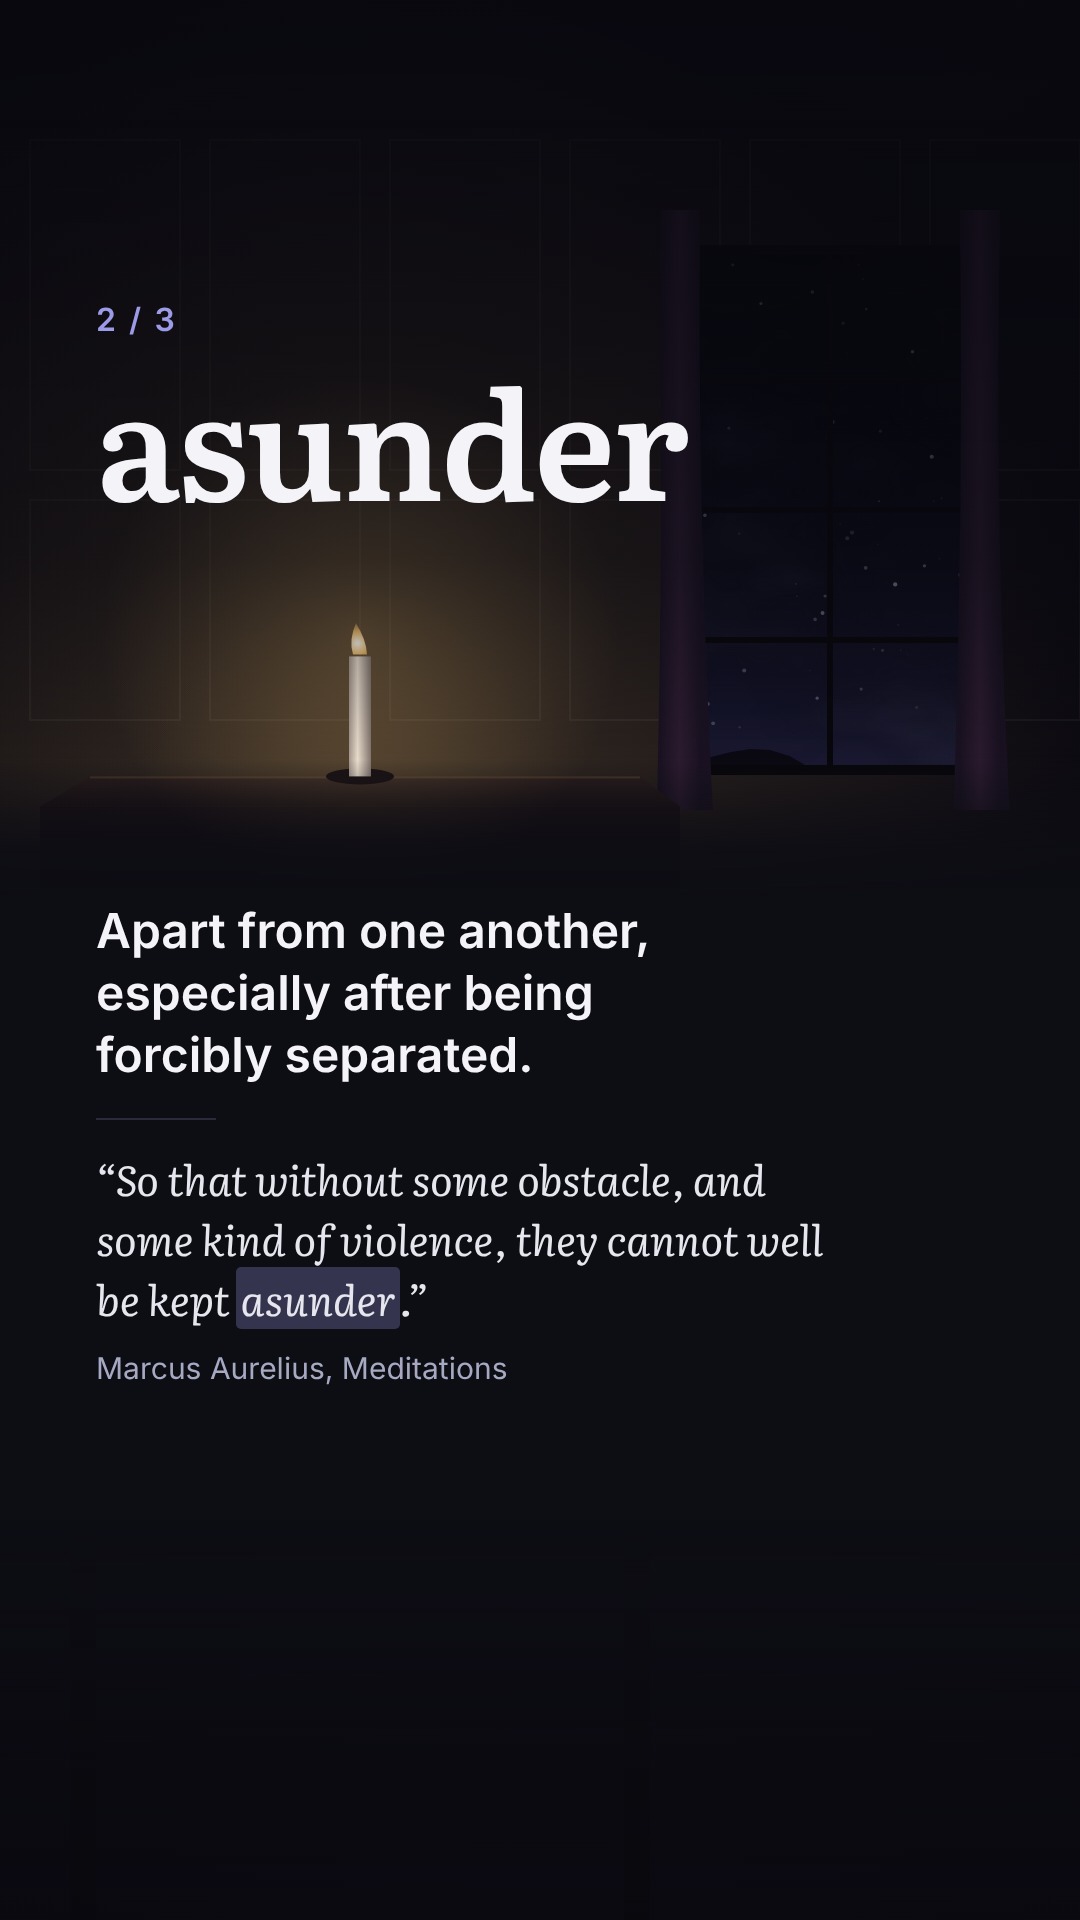 2 / 3
asunder
Apart from one another,
especially after being
forcibly separated.
“So that without some obstacle, and
some kind of violence, they cannot well
be kept asunder.”
Marcus Aurelius, Meditations